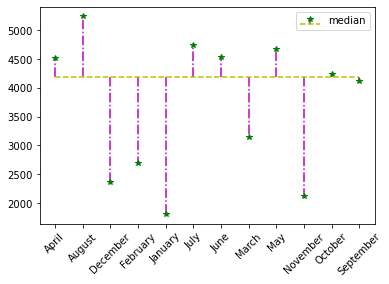 median
5000
4500
4000
3500
3000
2500
2000
April
August
December
February
January
July
June
March
May
November
October
September